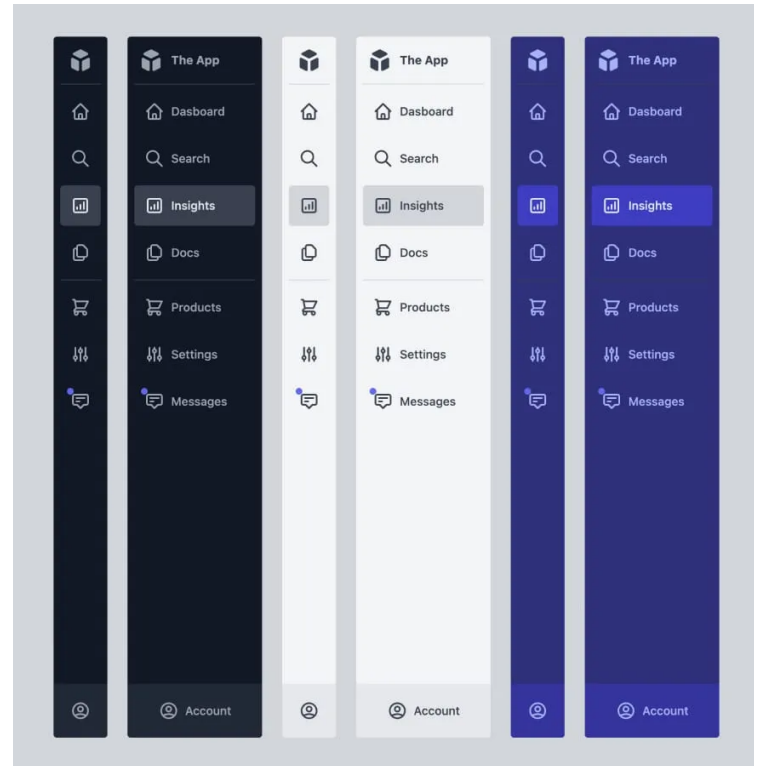 The App
Dasboard
Search
Insights
Docs
Products
Settings
Messages
Account
The App
Dasboard
Search
Insights
Docs
Products
Settings
Messages
Account
The App
Dasboard
Search
Insights
Docs
Products
Settings
Messages
Account